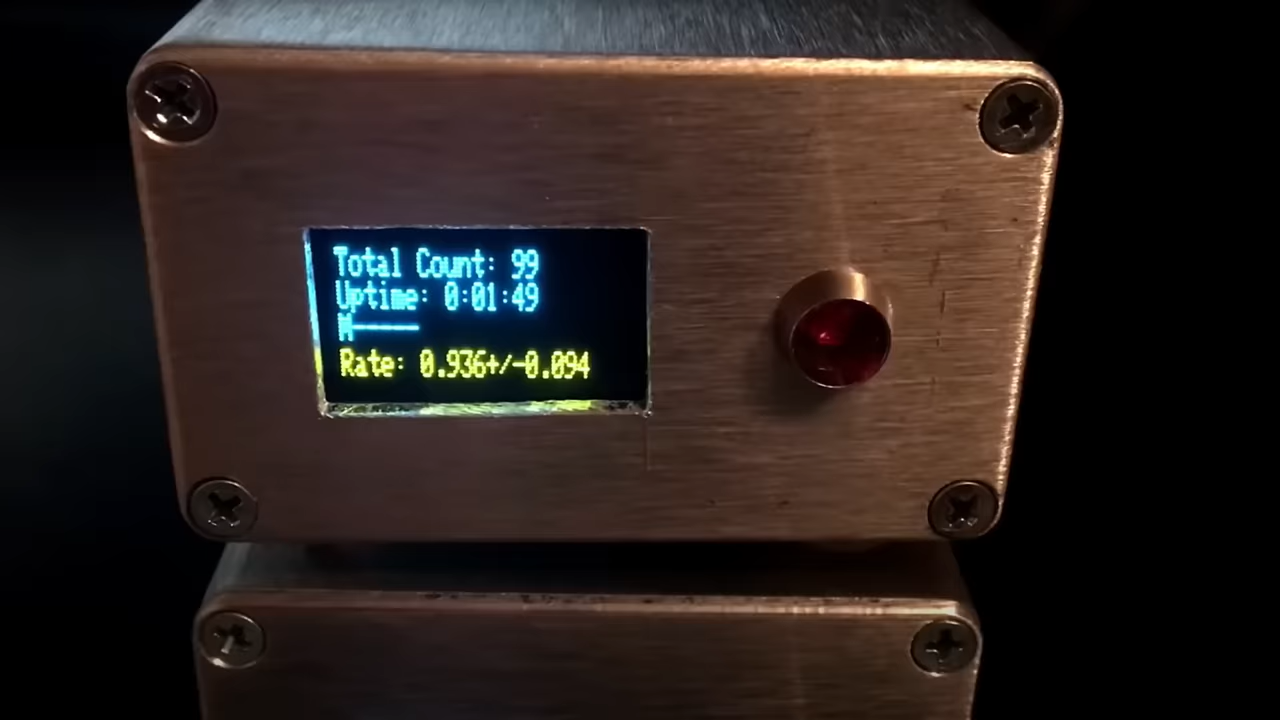 Total Count: 99
Uptime: 0:01:49
M-----
Rate: 0.936+/-0.094